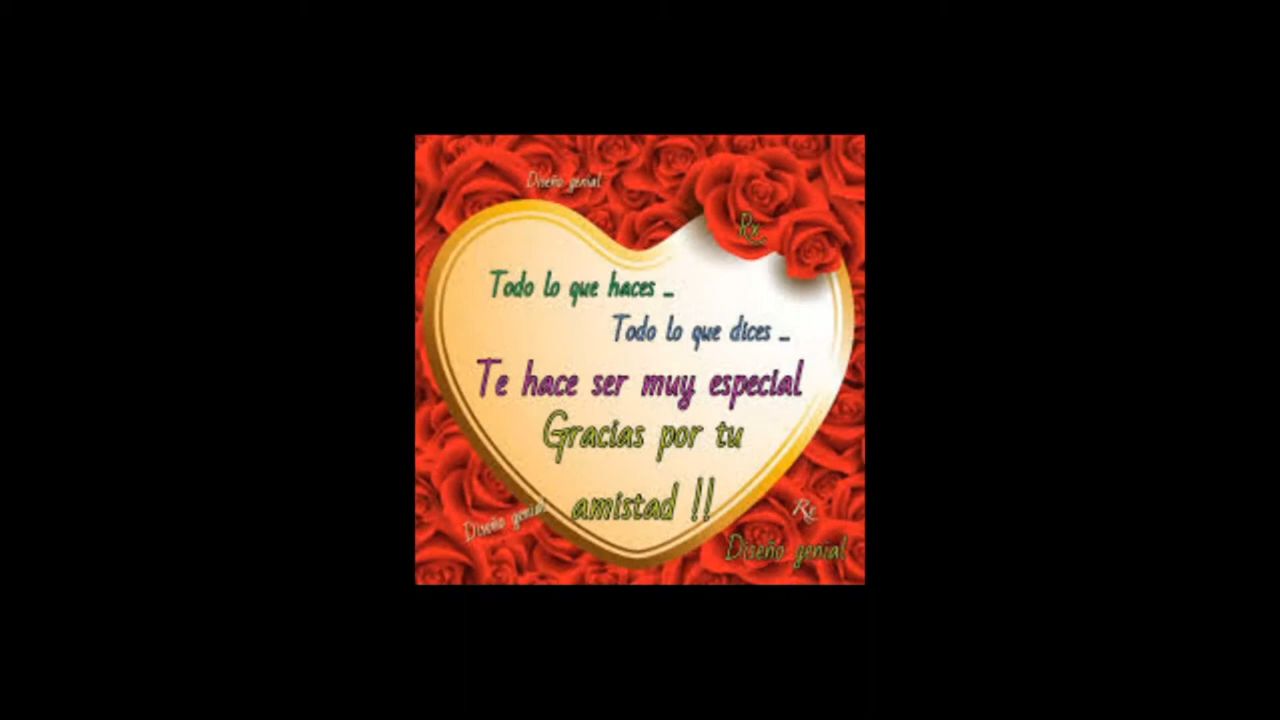 Diseño genial
Rx
Todo lo que haces ...
Todo lo que dices ...
Te hace ser muy especial
Gracias por tu
amistad !!
Diseño genial
Rx
Diseño genial